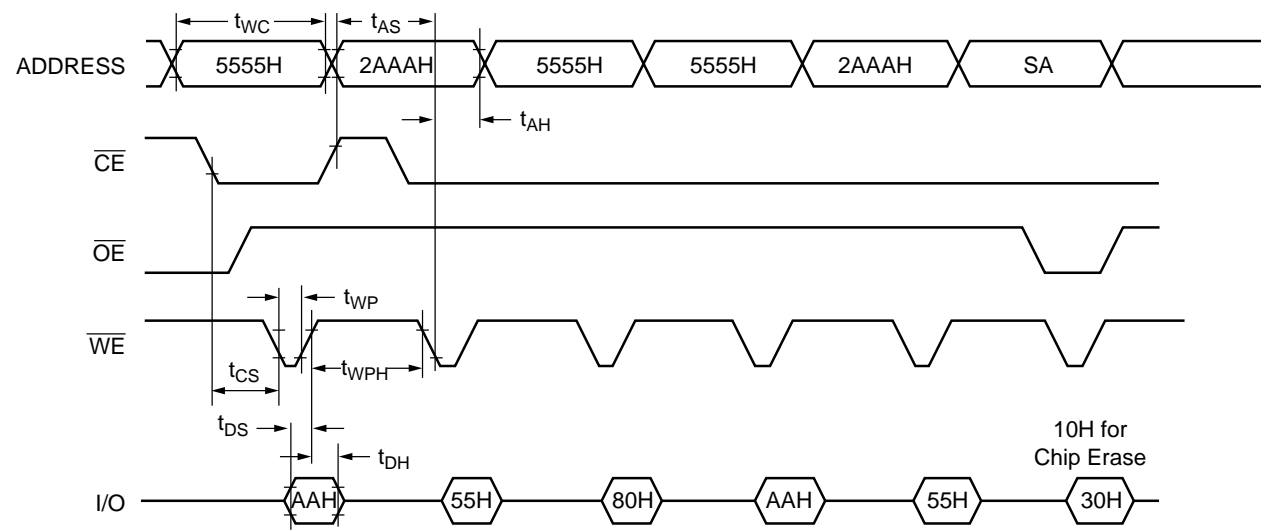 tWC tAS
ADDRESS 5555H 2AAAH 5555H 5555H 2AAAH SA
tAH
CE
OE
tWP
WE
tCS tWPH
tDS
tDH
10H for
Chip Erase
I/O AAH 55H 80H AAH 55H 30H